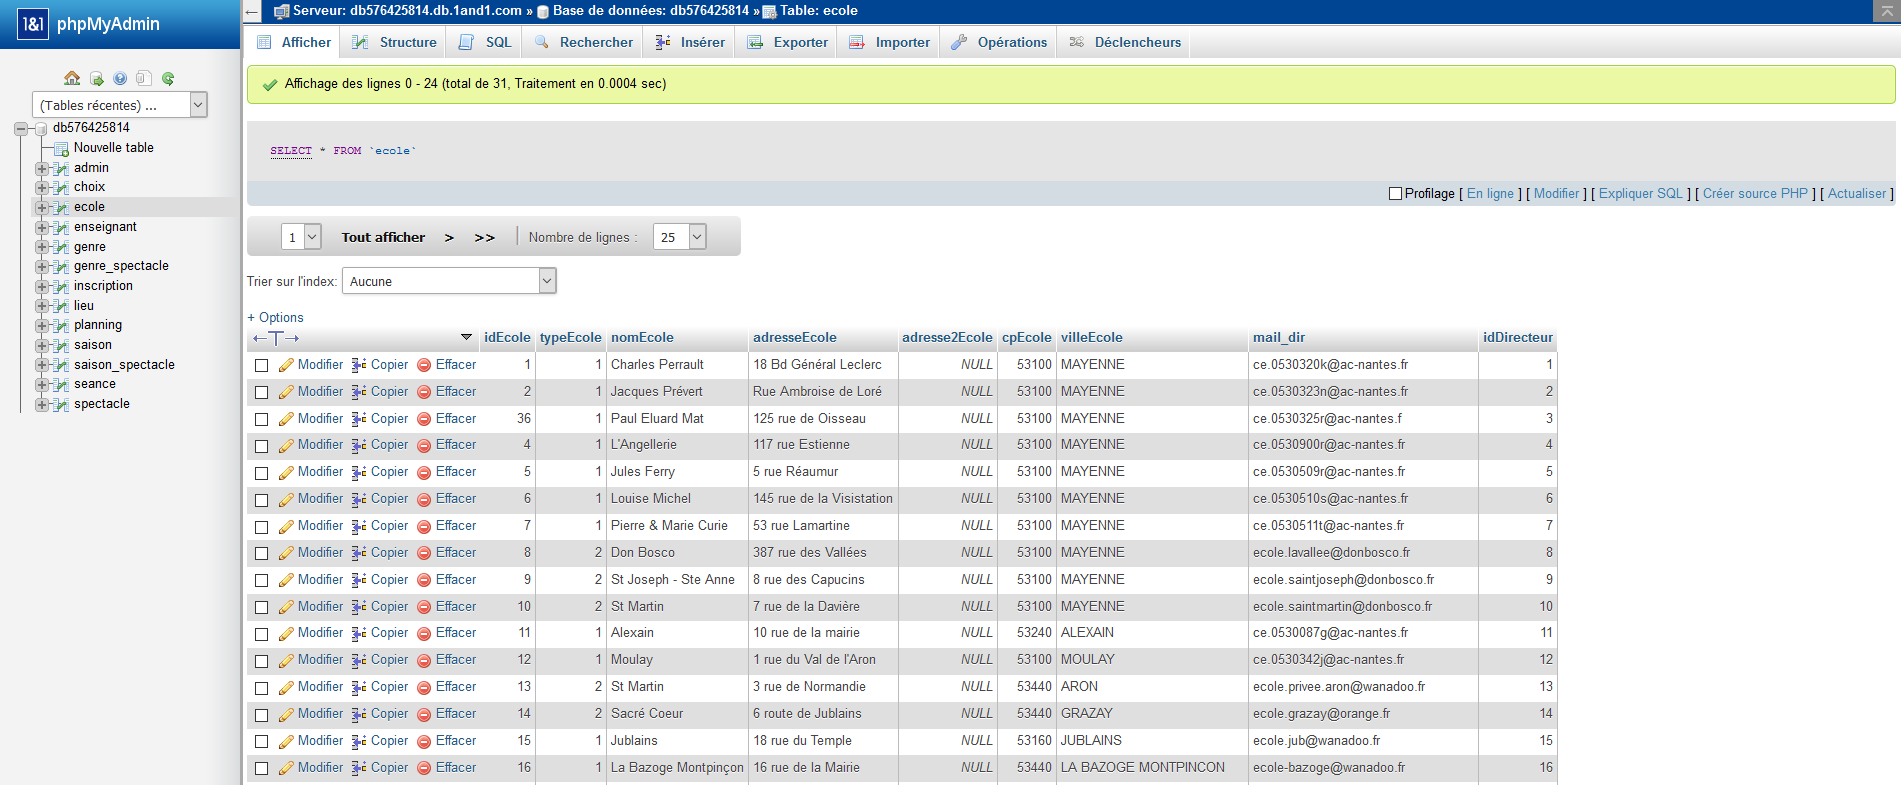 1&1 phpMyAdmin
(Tables récentes) ...
db576425814
Nouvelle table
admin
choix
ecole
enseignant
genre
genre_spectacle
inscription
lieu
planning
saison
saison_spectacle
seance
spectacle
Serveur: db576425814.db.1and1.com » Base de données: db576425814 » Table: ecole
Afficher Structure SQL Rechercher Insérer Exporter Importer Opérations Déclencheurs
Affichage des lignes 0 - 24 (total de 31, Traitement en 0.0004 sec)
SELECT * FROM `ecole`
Profilage [ En ligne ] [ Modifier ] [ Expliquer SQL ] [ Créer source PHP ] [ Actualiser ]
1 Tout afficher > >> Nombre de lignes : 25
Trier sur l'index: Aucune
+ Options
←T→ idEcole typeEcole nomEcole adresseEcole adresse2Ecole cpEcole villeEcole mail_dir idDirecteur
Modifier Copier Effacer 1 1 Charles Perrault 18 Bd Général Leclerc NULL 53100 MAYENNE ce.0530320k@ac-nantes.fr 1
Modifier Copier Effacer 2 1 Jacques Prévert Rue Ambroise de Loré NULL 53100 MAYENNE ce.0530323n@ac-nantes.fr 2
Modifier Copier Effacer 36 1 Paul Eluard Mat 125 rue de Oisseau NULL 53100 MAYENNE ce.0530325r@ac-nantes.f 3
Modifier Copier Effacer 4 1 L'Angellerie 117 rue Estienne NULL 53100 MAYENNE ce.0530900r@ac-nantes.fr 4
Modifier Copier Effacer 5 1 Jules Ferry 5 rue Réaumur NULL 53100 MAYENNE ce.0530509r@ac-nantes.fr 5
Modifier Copier Effacer 6 1 Louise Michel 145 rue de la Visistation NULL 53100 MAYENNE ce.0530510s@ac-nantes.fr 6
Modifier Copier Effacer 7 1 Pierre & Marie Curie 53 rue Lamartine NULL 53100 MAYENNE ce.0530511t@ac-nantes.fr 7
Modifier Copier Effacer 8 2 Don Bosco 387 rue des Vallées NULL 53100 MAYENNE ecole.lavallee@donbosco.fr 8
Modifier Copier Effacer 9 2 St Joseph - Ste Anne 8 rue des Capucins NULL 53100 MAYENNE ecole.saintjoseph@donbosco.fr 9
Modifier Copier Effacer 10 2 St Martin 7 rue de la Davière NULL 53100 MAYENNE ecole.saintmartin@donbosco.fr 10
Modifier Copier Effacer 11 1 Alexain 10 rue de la mairie NULL 53240 ALEXAIN ce.0530087g@ac-nantes.fr 11
Modifier Copier Effacer 12 1 Moulay 1 rue du Val de l'Aron NULL 53100 MOULAY ce.0530342j@ac-nantes.fr 12
Modifier Copier Effacer 13 2 St Martin 3 rue de Normandie NULL 53440 ARON ecole.privee.aron@wanadoo.fr 13
Modifier Copier Effacer 14 2 Sacré Coeur 6 route de Jublains NULL 53440 GRAZAY ecole.grazay@orange.fr 14
Modifier Copier Effacer 15 1 Jublains 18 rue du Temple NULL 53160 JUBLAINS ecole.jub@wanadoo.fr 15
Modifier Copier Effacer 16 1 La Bazoge Montpinçon 16 rue de la Mairie NULL 53440 LA BAZOGE MONTPINCON ecole-bazoge@wanadoo.fr 16